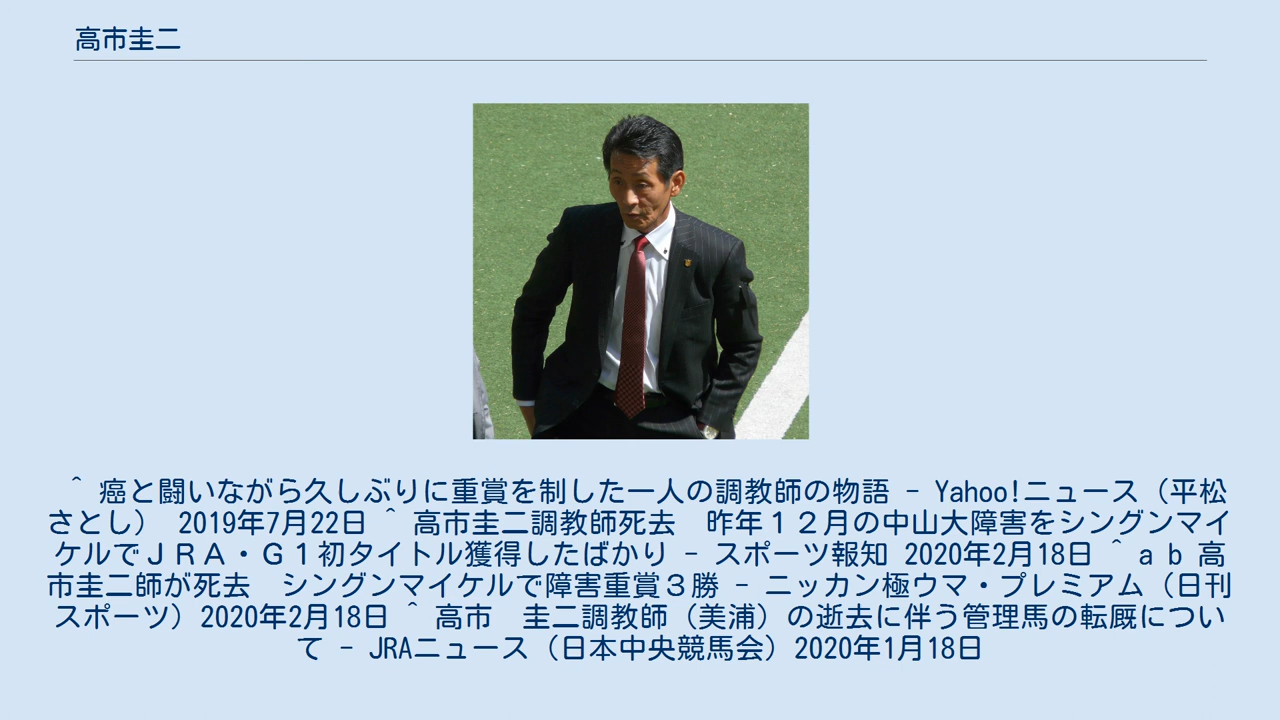 高市圭二
^ 癌と闘いながら久しぶりに重賞を制した一人の調教師の物語 - Yahoo!ニュース（平松
さとし） 2019年7月22日 ^ 高市圭二調教師死去　昨年１２月の中山大障害をシングンマイ
ケルでＪＲＡ・Ｇ１初タイトル獲得したばかり - スポーツ報知 2020年2月18日 ^ a b 高
市圭二師が死去　シングンマイケルで障害重賞３勝 - ニッカン極ウマ・プレミアム（日刊
スポーツ）2020年2月18日 ^ 高市　圭二調教師（美浦）の逝去に伴う管理馬の転厩につい
て - JRAニュース（日本中央競馬会）2020年1月18日